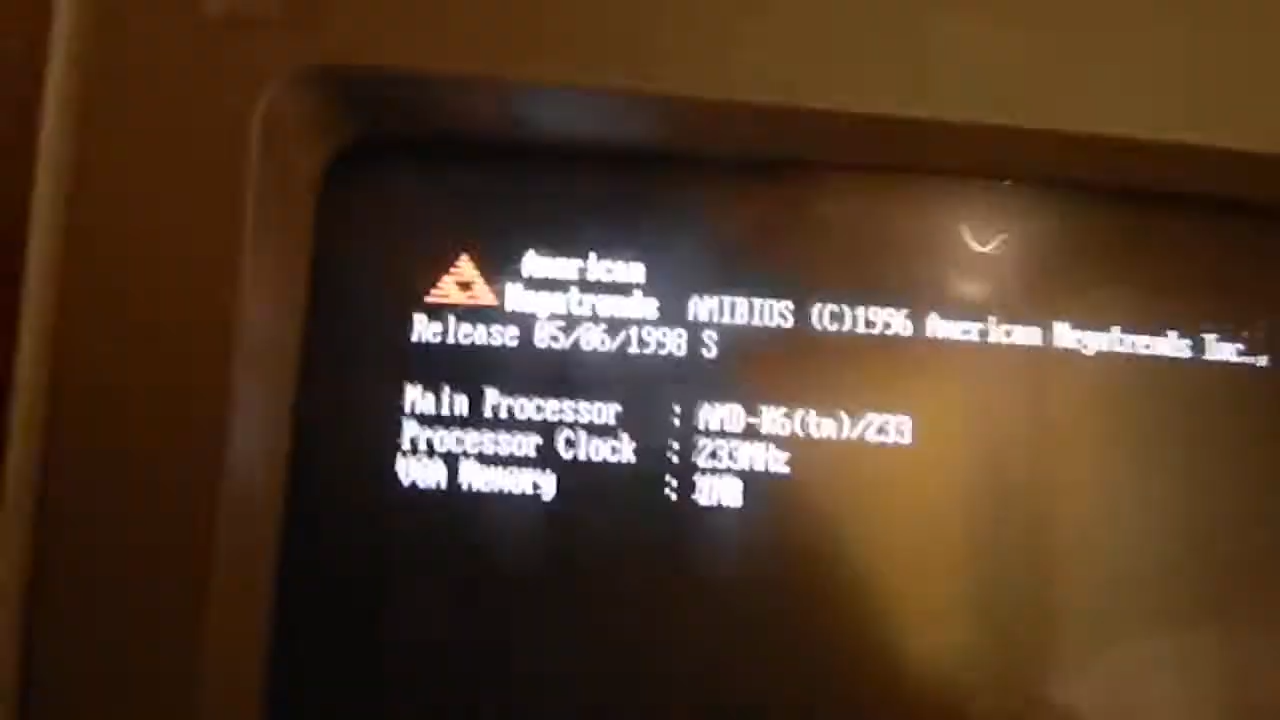 American
Megatrends AMIBIOS (C)1996 American Megatrends Inc.,
Release 05/06/1998 S
Main Processor : AMD-K6(tm)/233
Processor Clock : 233MHz
VGA Memory :